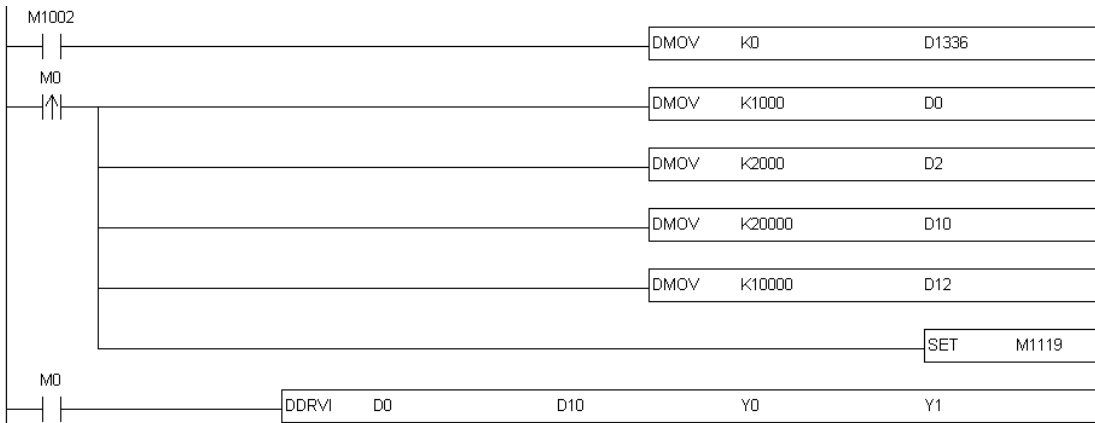 M1002
DMOV K0 D1336
M0
DMOV K1000 D0
DMOV K2000 D2
DMOV K20000 D10
DMOV K10000 D12
SET M1119
M0
DDRVI D0 D10 Y0 Y1